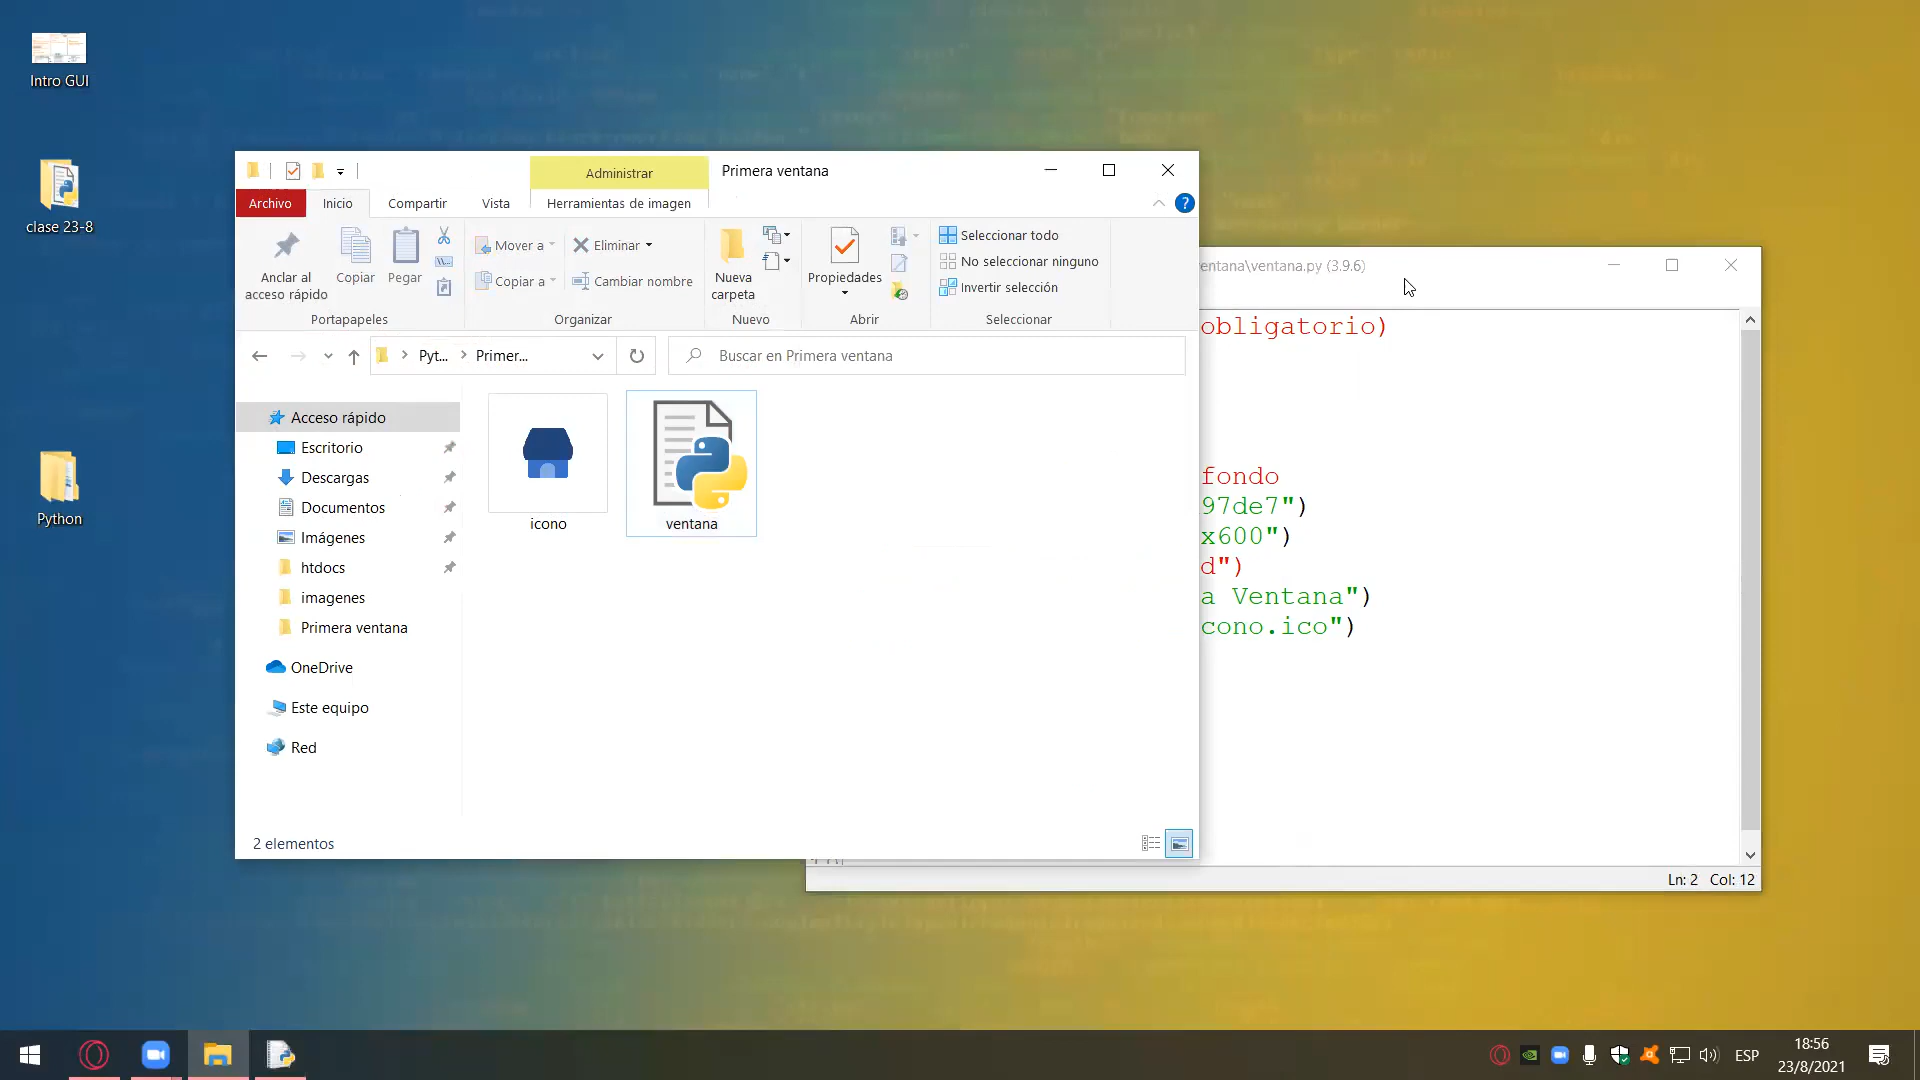 Intro GUI
clase 23-8
Python
Administrar
Primera ventana
Archivo
Inicio
Compartir
Vista
Herramientas de imagen
Anclar al
acceso rápido
Copiar
Pegar
Portapapeles
Mover a
Copiar a
Eliminar
Cambiar nombre
Organizar
Nueva
carpeta
Nuevo
Propiedades
Abrir
Seleccionar todo
No seleccionar ninguno
Invertir selección
Seleccionar
Pyt...
Primer...
Buscar en Primera ventana
Acceso rápido
Escritorio
Descargas
Documentos
Imágenes
htdocs
imagenes
Primera ventana
OneDrive
Este equipo
Red
icono
ventana
2 elementos
entana\ventana.py (3.9.6)
obligatorio)
fondo
97de7")
x600")
d")
a Ventana")
cono.ico")
Ln: 2 Col: 12
ESP
18:56
23/8/2021